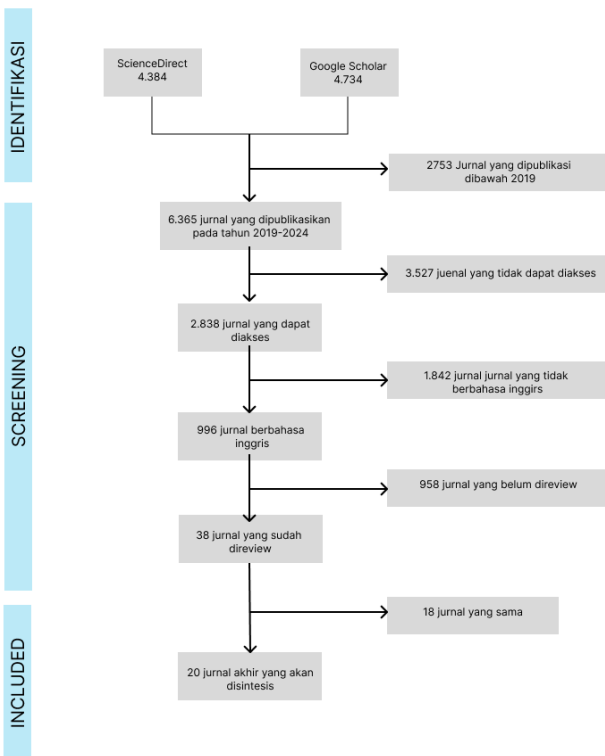 IDENTIFIKASI
ScienceDirect
4.384
Google Scholar
4.734
2753 Jurnal yang dipublikasi
dibawah 2019
SCREENING
6.365 jurnal yang dipublikasikan
pada tahun 2019-2024
3.527 juenal yang tidak dapat diakses
2.838 jurnal yang dapat
diakses
1.842 jurnal jurnal yang tidak
berbahasa inggirs
996 jurnal berbahasa
inggris
958 jurnal yang belum direview
38 jurnal yang sudah
direview
INCLUDED
18 jurnal yang sama
20 jurnal akhir yang akan
disintesis